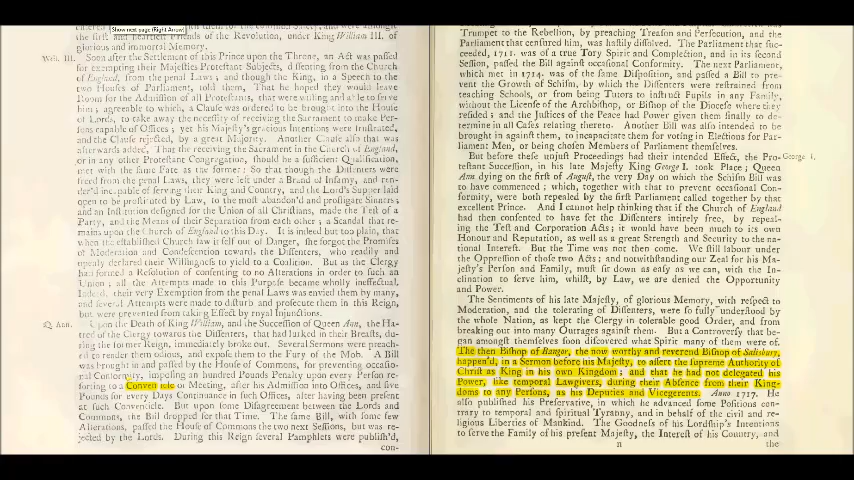 Show next page (Right Arrow)
the first and heartiest Friends of the Revolution, under King William III. of
glorious and immortal Memory.
Will. III. Soon after the Settlement of this Prince upon the Throne, an Act was passed
for exempting their Majesties Protestant Subjects, dissenting from the Church
of England, from the penal Laws; and though the King, in a Speech to the
two Houses of Parliament, told them, That he hoped they would leave
Room for the Admission of all Protestants, that were willing and able to serve
him; agreeable to which, a Clause was ordered to be brought into the House
of Lords, to take away the necessity of receiving the Sacrament to make Per-
sons capable of Offices; yet his Majesty's gracious Intentions were frustrated,
and the Clause rejected, by a great Majority. Another Clause also that was
afterwards added, That the receiving the Sacrament in the Church of England,
or in any other Protestant Congregation, should be a sufficient Qualification,
met with the same Fate as the former: So that though the Dissenters were
freed from the penal Laws, they were left under a Brand of Infamy, and ren-
der'd incapable of serving their King and Country, and the Lord's Supper laid
open to be prostituted by Law, to the most abandon'd and profligate Sinners;
and an Institution designed for the Union of all Christians, made the Test of a
Party, and the Means of their Separation from each other; a Scandal that re-
mains upon the Church of England to this Day. It is indeed but too plain, that
when the established Church saw it self out of Danger, she forgot the Promises
of Moderation and Condescension towards the Dissenters, who readily and
openly declared their Willingness to yield to a Coalition. But as the Clergy
had formed a Resolution of consenting to no Alterations in order to such an
Union; all the Attempts made to this Purpose became wholly ineffectual.
Indeed, their very Exemption from the penal Laws was envied them by many,
and several Attempts were made to disturb and prosecute them in this Reign,
but were prevented from taking Effect by royal Injunctions.
Q. Ann. Upon the Death of King William, and the Succession of Queen Ann, the Ha-
tred of the Clergy towards the Dissenters, that had lurked in their Breasts, du-
ring the former Reign, immediately broke out. Several Sermons were preach-
ed to render them odious, and expose them to the Fury of the Mob. A Bill
was brought in and passed by the House of Commons, for preventing occasio-
nal Conformity, imposing an hundred Pounds Penalty upon every Person re-
sorting to a Conventicle or Meeting, after his Admission into Offices, and five
Pounds for every Days Continuance in such Offices, after having been present
at such Conventicle. But upon some Disagreement between the Lords and
Commons, the Bill dropped for that Time. The same Bill, with some few
Alterations, passed the House of Commons the two next Sessions, but was re-
jected by the Lords. During this Reign several Pamphlets were publish'd,
con-
Trumpet to the Rebellion, by preaching Treason and Persecution, and the
Parliament that censured him, was hastily dissolved. The Parliament that suc-
ceeded, 1711. was of a true Tory Spirit and Complection, and in its second
Session, passed the Bill against occasional Conformity. The next Parliament,
which met in 1714. was of the same Disposition, and passed a Bill to pre-
vent the Growth of Schism, by which the Dissenters were restrained from
teaching Schools, or from being Tutors to instruct Pupils in any Family,
without the License of the Archbishop, or Bishop of the Diocese where they
resided; and the Justices of the Peace had Power given them finally to de-
termine in all Cases relating thereto. Another Bill was also intended to be
brought in against them, to incapacitate them for voting in Elections for Par-
liament Men, or being chosen Members of Parliament themselves.
But before these unjust Proceedings had their intended Effect, the Pro- George I.
testant Succession, in his late Majesty King George I. took Place; Queen
Ann dying on the first of August, the very Day on which the Schism Bill was
to have commenced; which, together with that to prevent occasional Con-
formity, were both repealed by the first Parliament called together by that
excellent Prince. And I cannot help thinking that if the Church of England
had then consented to have set the Dissenters intirely free, by repeal-
ing the Test and Corporation Acts; it would have been much to its own
Honour and Reputation, as well as a great Strength and Security to the na-
tional Interest. But the Time was not then come. We still labour under
the Oppression of those two Acts; and notwithstanding our Zeal for his Ma-
jesty's Person and Family, must sit down as easy as we can, with the In-
clination to serve him, whilst, by Law, we are denied the Opportunity
and Power.
The Sentiments of his late Majesty, of glorious Memory, with respect to
Moderation, and the tolerating of Dissenters, were so fully understood by
the whole Nation, as kept the Clergy in tolerable good Order, and from
breaking out into many Outrages against them. But a Controversy that be-
gan amongst themselves soon discovered what Spirit many of them were of.
The then Bishop of Bangor, the now worthy and reverend Bishop of Salisbury,
happen'd, in a Sermon before his Majesty, to assert the Supreme Authority of
Christ as King in his own Kingdom; and that he had not delegated his
Power, like temporal Lawgivers, during their Absence from their King-
doms to any Persons, as his Deputies and Vicegerents. Anno 1717. He
also published his Preservative, in which he advanced some Positions con-
trary to temporal and spiritual Tyranny, and in behalf of the civil and re-
ligious Liberties of Mankind. The Goodness of his Lordship's Intentions
to serve the Family of his present Majesty, the Interest of his Country, and
n the